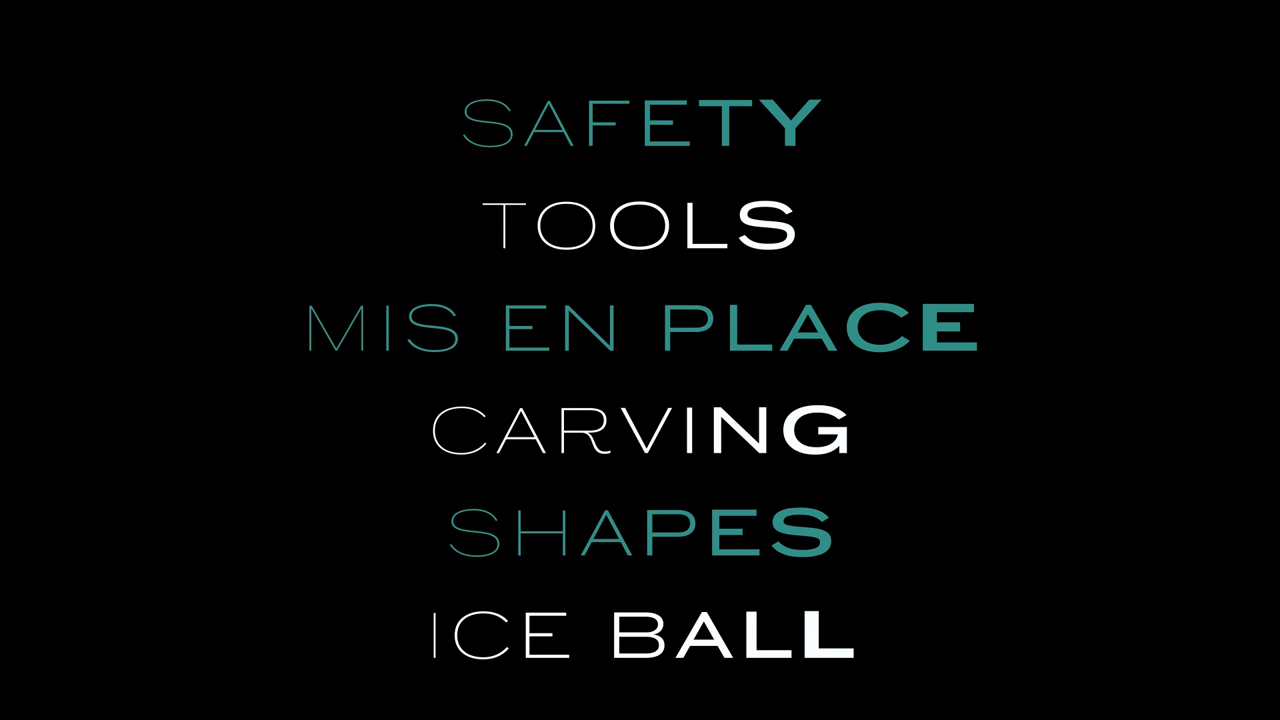 SAFETY
TOOLS
MIS EN PLACE
CARVING
SHAPES
ICE BALL